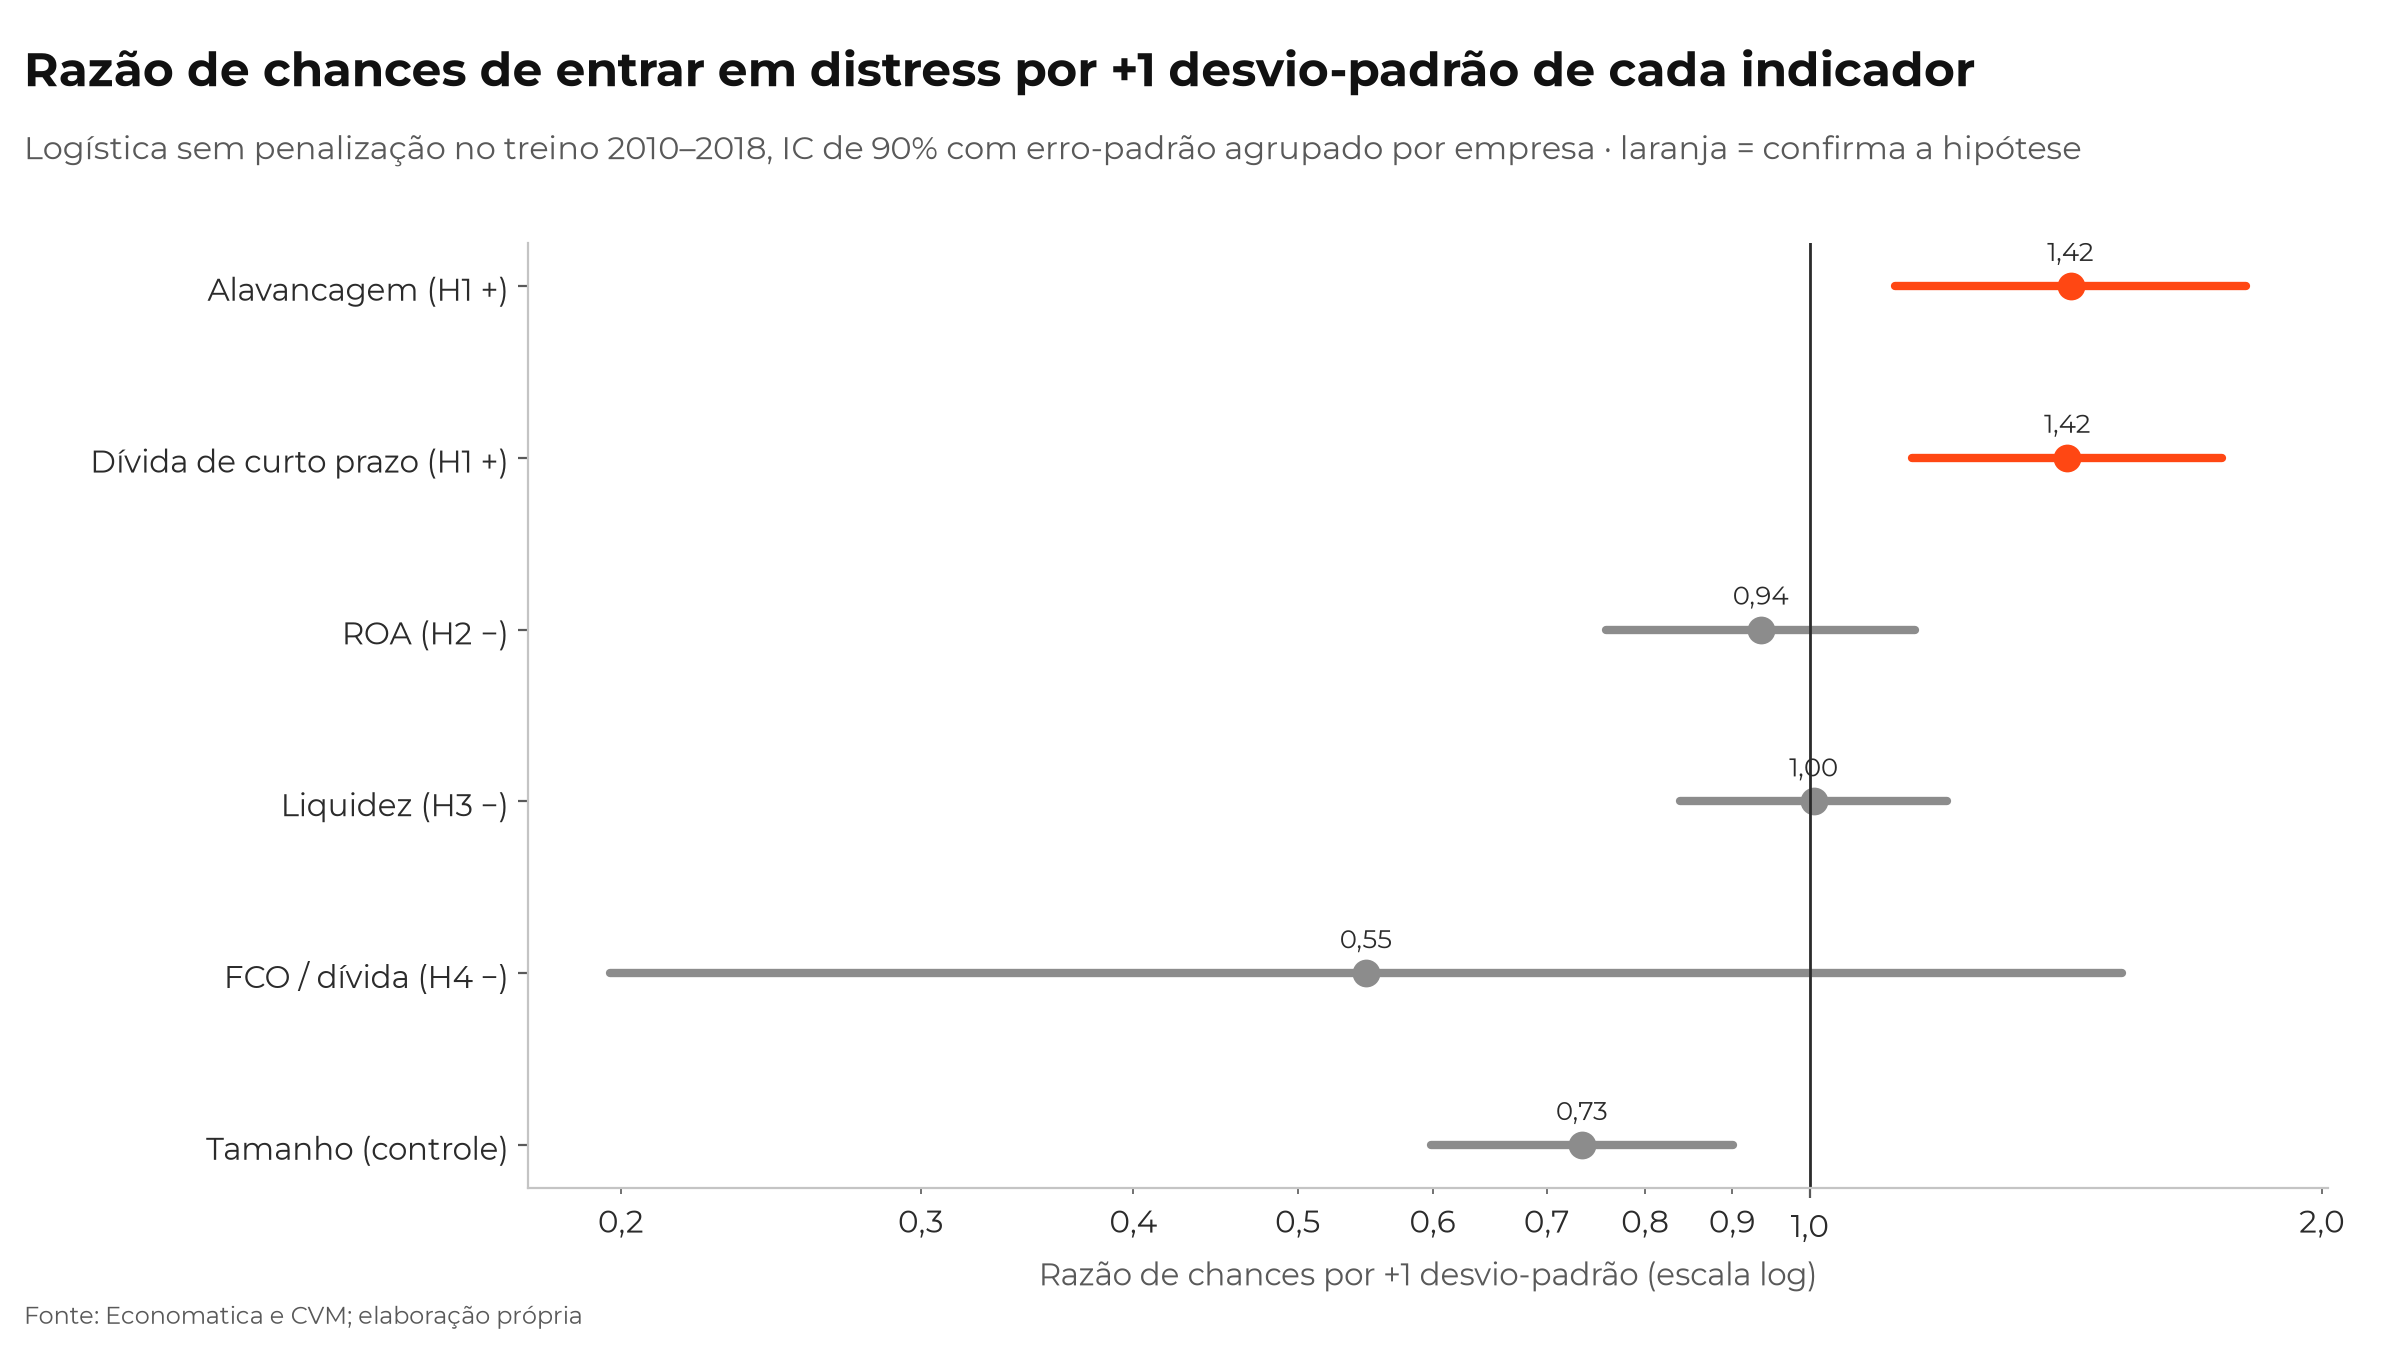 Razão de chances de entrar em distress por +1 desvio-padrão de cada indicador
Logística sem penalização no treino 2010–2018, IC de 90% com erro-padrão agrupado por empresa · laranja = confirma a hipótese
1,42
Alavancagem (H1 +)
1,42
Dívida de curto prazo (H1 +)
0,94
ROA (H2 −)
1,00
Liquidez (H3 −)
0,55
FCO / dívida (H4 −)
0,73
Tamanho (controle)
0,2 0,3 0,4 0,5 0,6 0,7 0,8 0,9 1,0 2,0
Razão de chances por +1 desvio-padrão (escala log)
Fonte: Economatica e CVM; elaboração própria